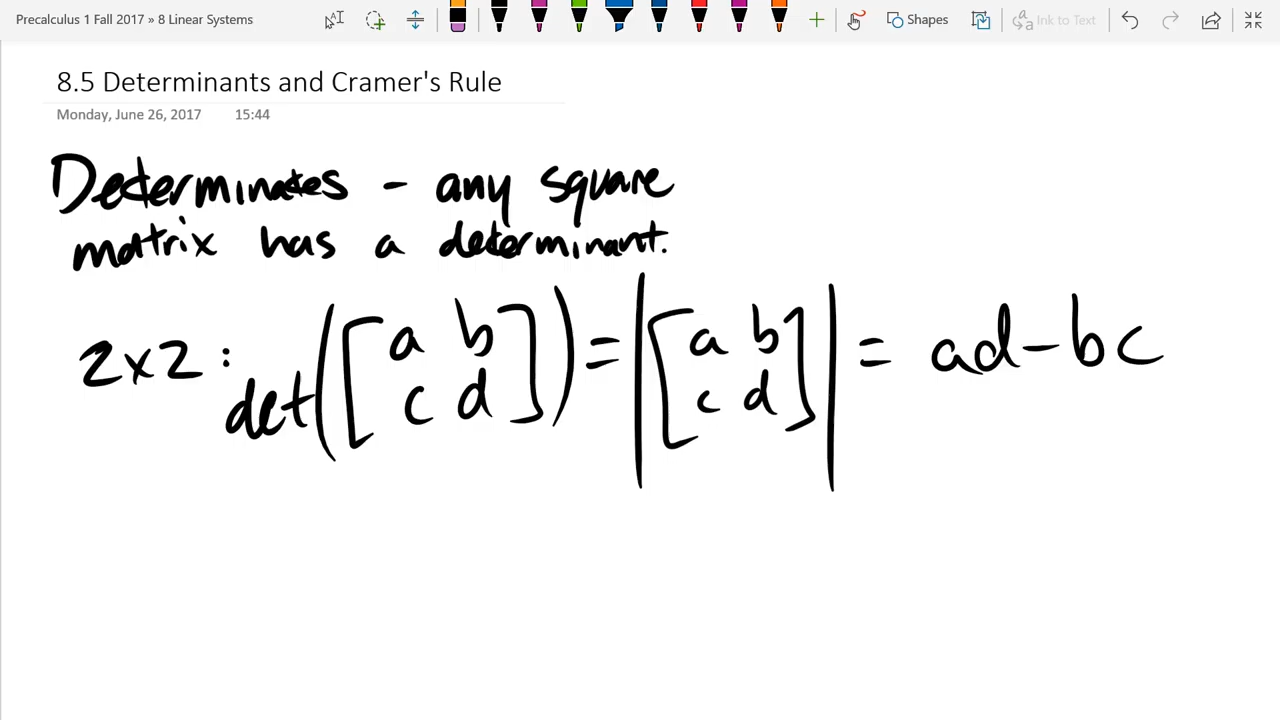 Precalculus 1 Fall 2017 » 8 Linear Systems
Shapes
Ink to Text
8.5 Determinants and Cramer's Rule
Monday, June 26, 2017 15:44
Determinates - any square
matrix has a determinant.
2x2: det([a b
c d]) = |[a b
c d]| = ad-bc